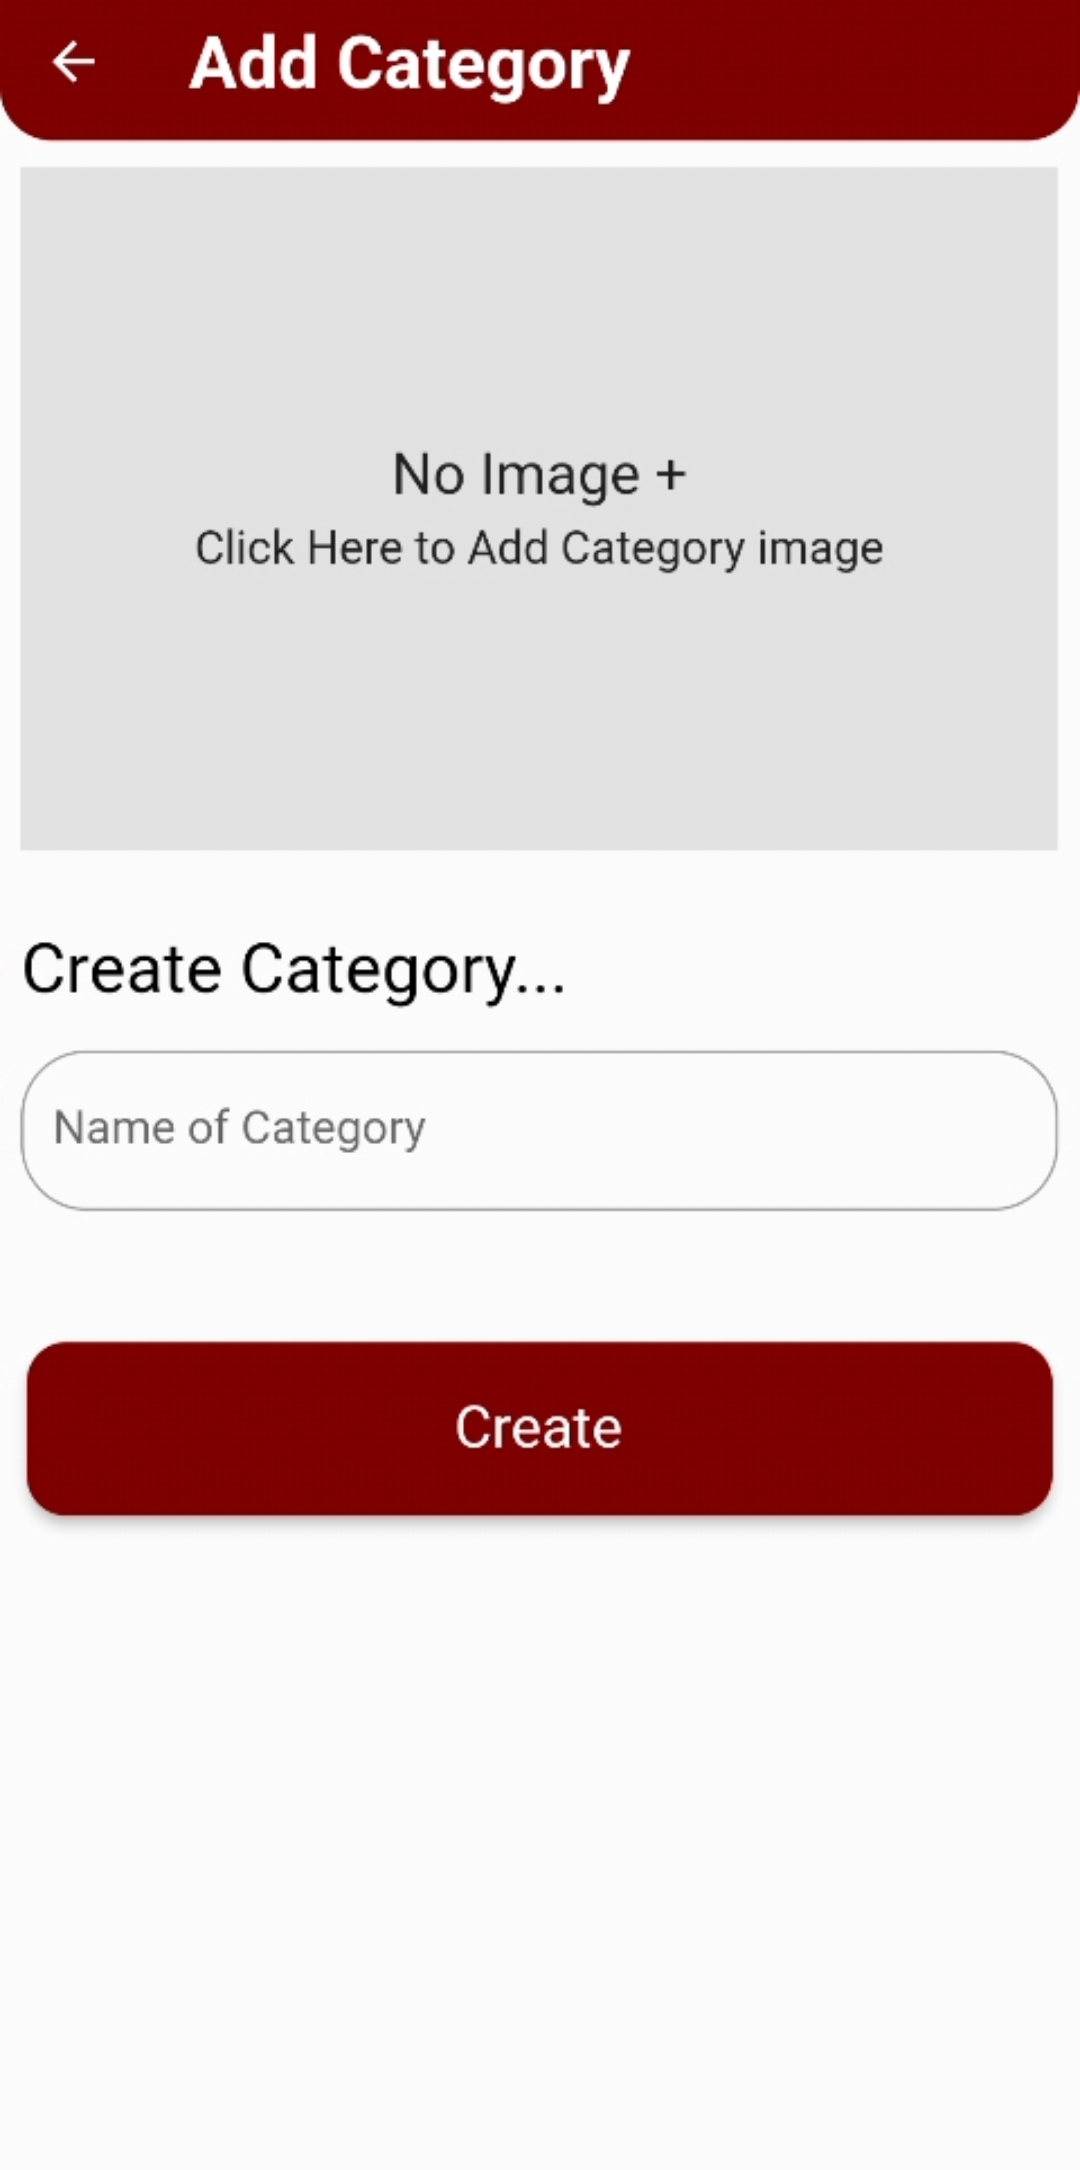 Add Category
No Image +
Click Here to Add Category image
Create Category...
Name of Category
Create